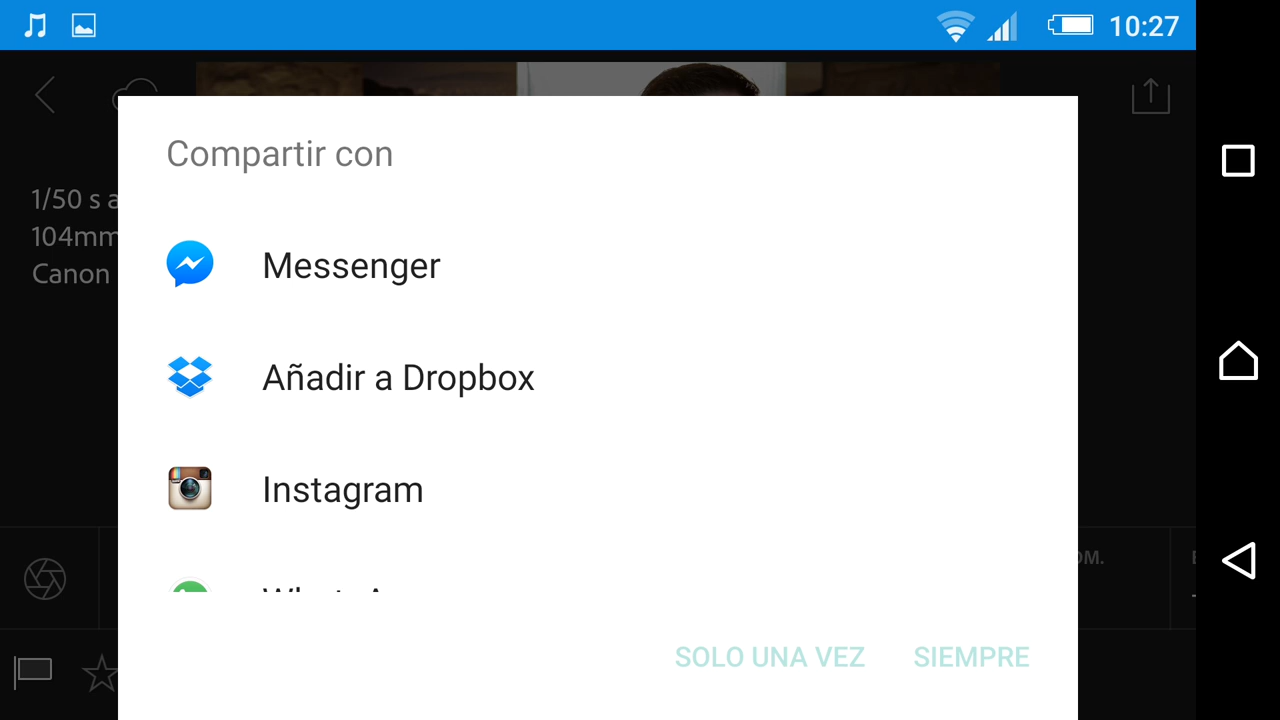 10:27
Compartir con
1/50 s a
104mm
Canon
Messenger
Añadir a Dropbox
Instagram
SOLO UNA VEZ SIEMPRE